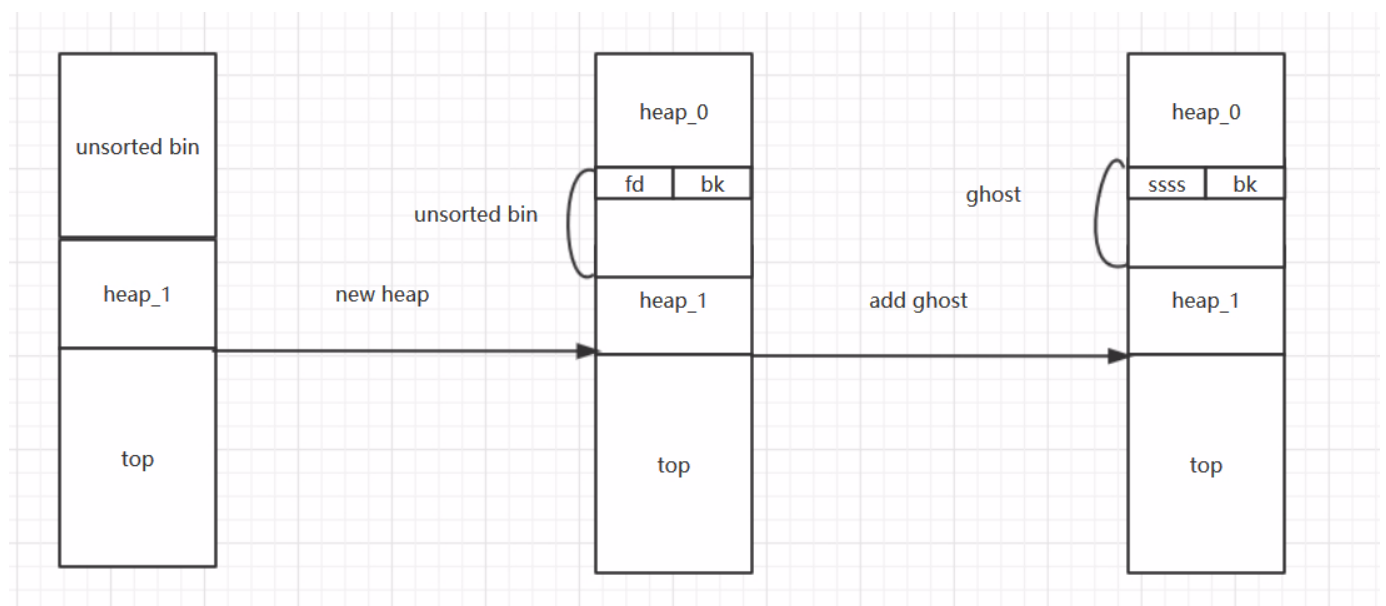 unsorted bin
heap_1
top
new heap
unsorted bin
heap_0
fd bk
heap_1
top
add ghost
ghost
heap_0
ssss bk
heap_1
top